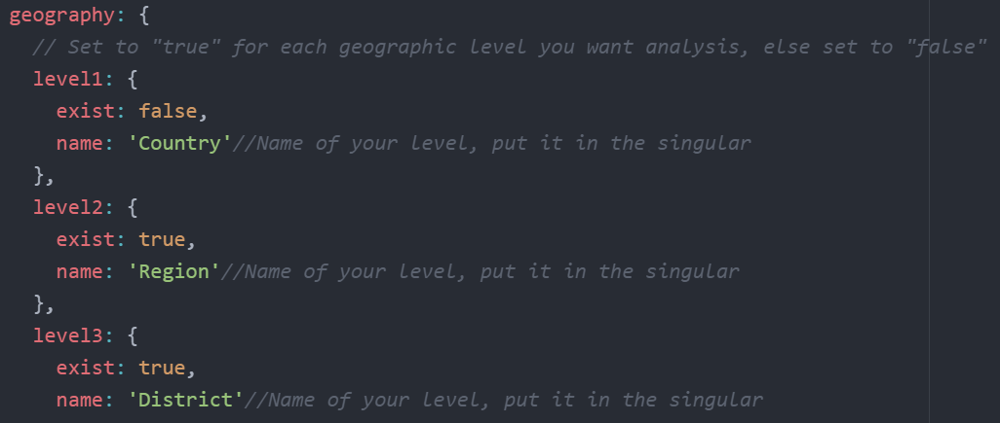 geography: {
// Set to "true" for each geographic level you want analysis, else set to "false"
level1: {
exist: false,
name: 'Country'//Name of your level, put it in the singular
},
level2: {
exist: true,
name: 'Region'//Name of your level, put it in the singular
},
level3: {
exist: true,
name: 'District'//Name of your level, put it in the singular